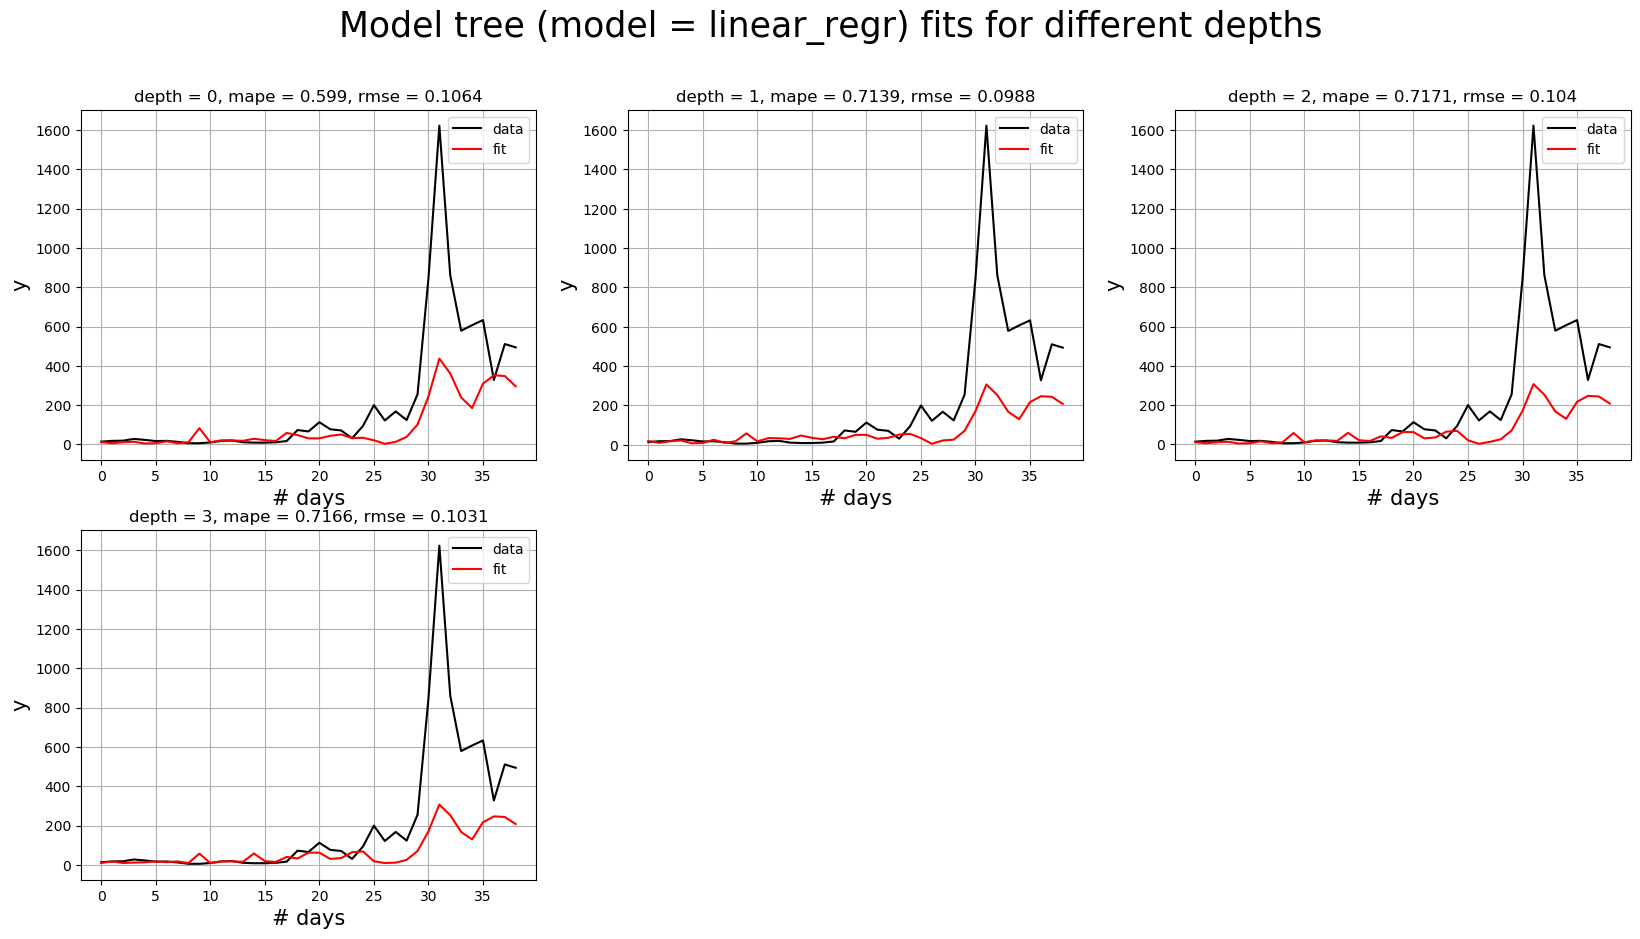 Model tree (model = linear_regr) fits for different depths
depth = 0, mape = 0.599, rmse = 0.1064
1600
1400
1200
1000
800
600
400
200
0
y
data
fit
0 5 10 15 20 25 30 35
# days
depth = 1, mape = 0.7139, rmse = 0.0988
1600
1400
1200
1000
800
600
400
200
0
y
data
fit
0 5 10 15 20 25 30 35
# days
depth = 2, mape = 0.7171, rmse = 0.104
1600
1400
1200
1000
800
600
400
200
0
y
data
fit
0 5 10 15 20 25 30 35
# days
depth = 3, mape = 0.7166, rmse = 0.1031
1600
1400
1200
1000
800
600
400
200
0
y
data
fit
0 5 10 15 20 25 30 35
# days